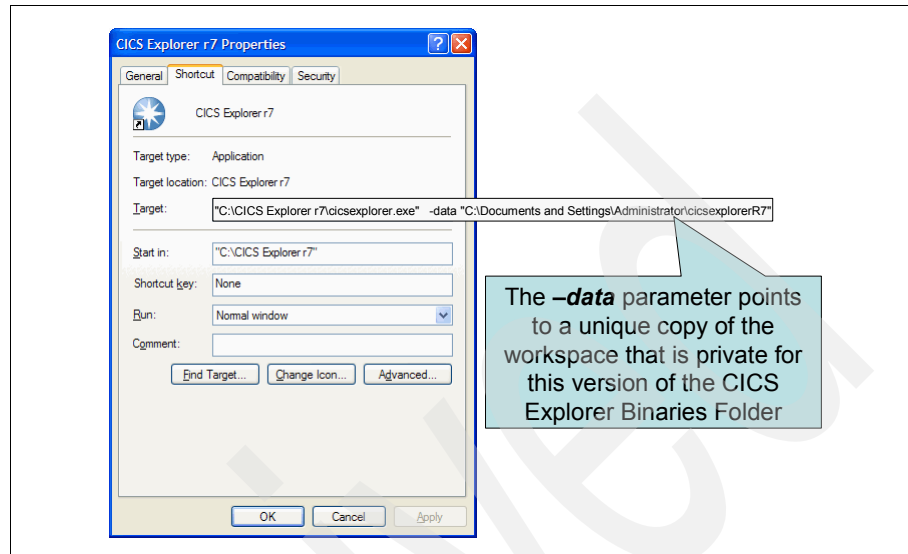 CICS Explorer r7 Properties
General Shortcut Compatibility Security
CICS Explorer r7
Target type: Application
Target location: CICS Explorer r7
Target: "C:\CICS Explorer r7\cicsexplorer.exe" -data "C:\Documents and Settings\Administrator\cicsexplorerR7"
Start in: "C:\CICS Explorer r7"
Shortcut key: None
Run: Normal window
Comment:
Find Target... Change Icon... Advanced...
OK Cancel Apply
The –data parameter points
to a unique copy of the
workspace that is private for
this version of the CICS
Explorer Binaries Folder